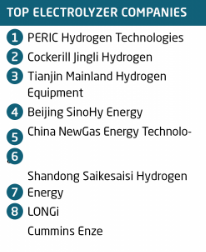 TOP ELECTROLYZER COMPANIES
1 PERIC Hydrogen Technologies
2 Cockerill Jingli Hydrogen
3 Tianjin Mainland Hydrogen
Equipment
4 Beijing SinoHy Energy
5 China NewGas Energy Technolo-
6
Shandong Saikesaisi Hydrogen
7 Energy
8 LONGi
Cummins Enze